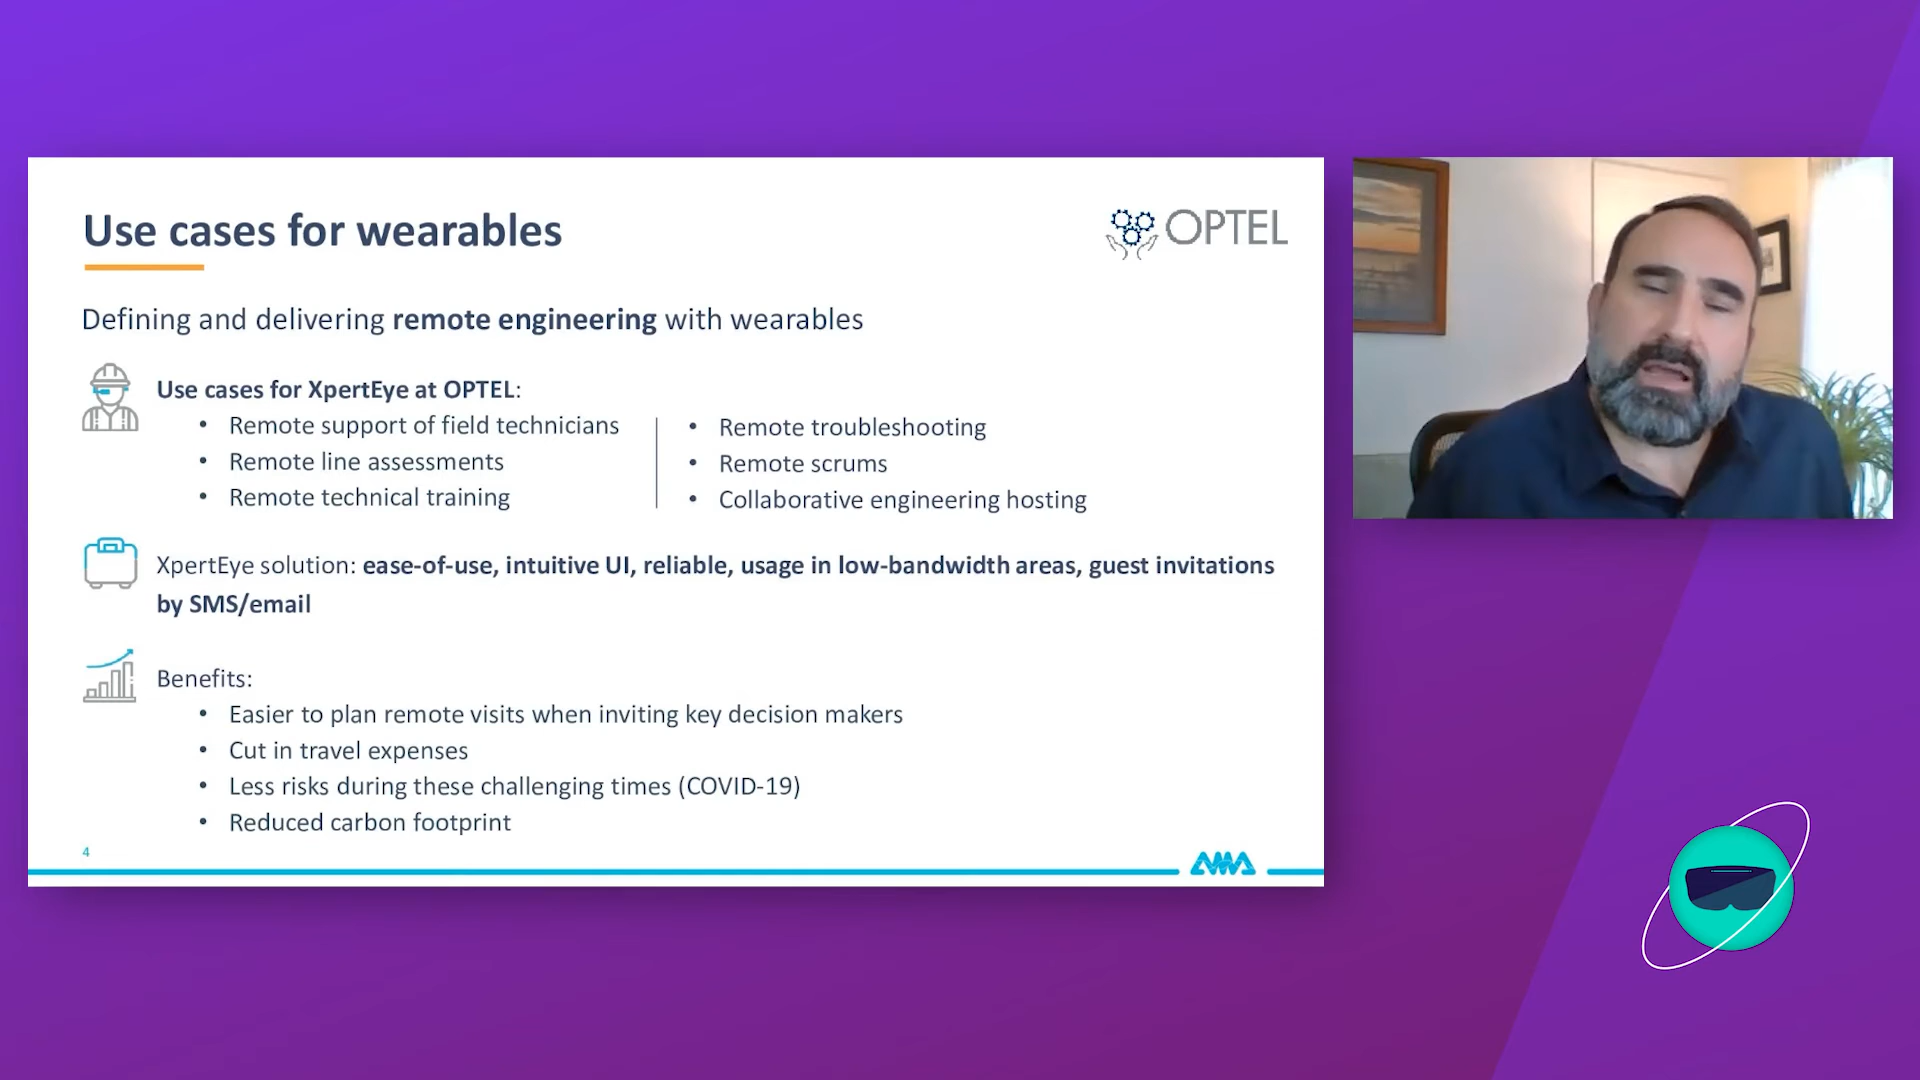 Use cases for wearables
OPTEL
Defining and delivering remote engineering with wearables
Use cases for XpertEye at OPTEL:
• Remote support of field technicians
• Remote line assessments
• Remote technical training
• Remote troubleshooting
• Remote scrums
• Collaborative engineering hosting
XpertEye solution: ease-of-use, intuitive UI, reliable, usage in low-bandwidth areas, guest invitations
by SMS/email
Benefits:
• Easier to plan remote visits when inviting key decision makers
• Cut in travel expenses
• Less risks during these challenging times (COVID-19)
• Reduced carbon footprint
4
AMA